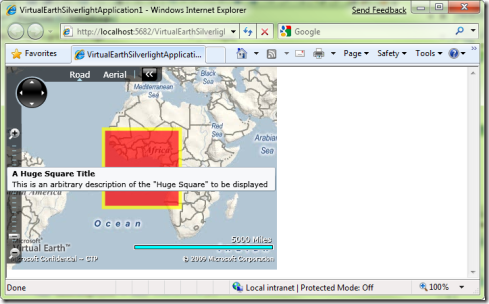 VirtualEarthSilverlightApplication1 - Windows Internet Explorer
Send Feedback
http://localhost:5682/VirtualEarthSilverligl
Google
Favorites
VirtualEarthSilverlightApplicati...
Page
Safety
Tools
Road Aerial
Black Sea
Mediterranean Sea
Red Sea
Arabian Sea
Africa
A Huge Square Title
This is an arbitrary description of the "Huge Square" to be displayed
Ocean
5000 Miles
Microsoft
Virtual Earth™
Microsoft Confidential -- CTP
© 2009 Microsoft Corporation
Done
Local intranet | Protected Mode: Off
100%